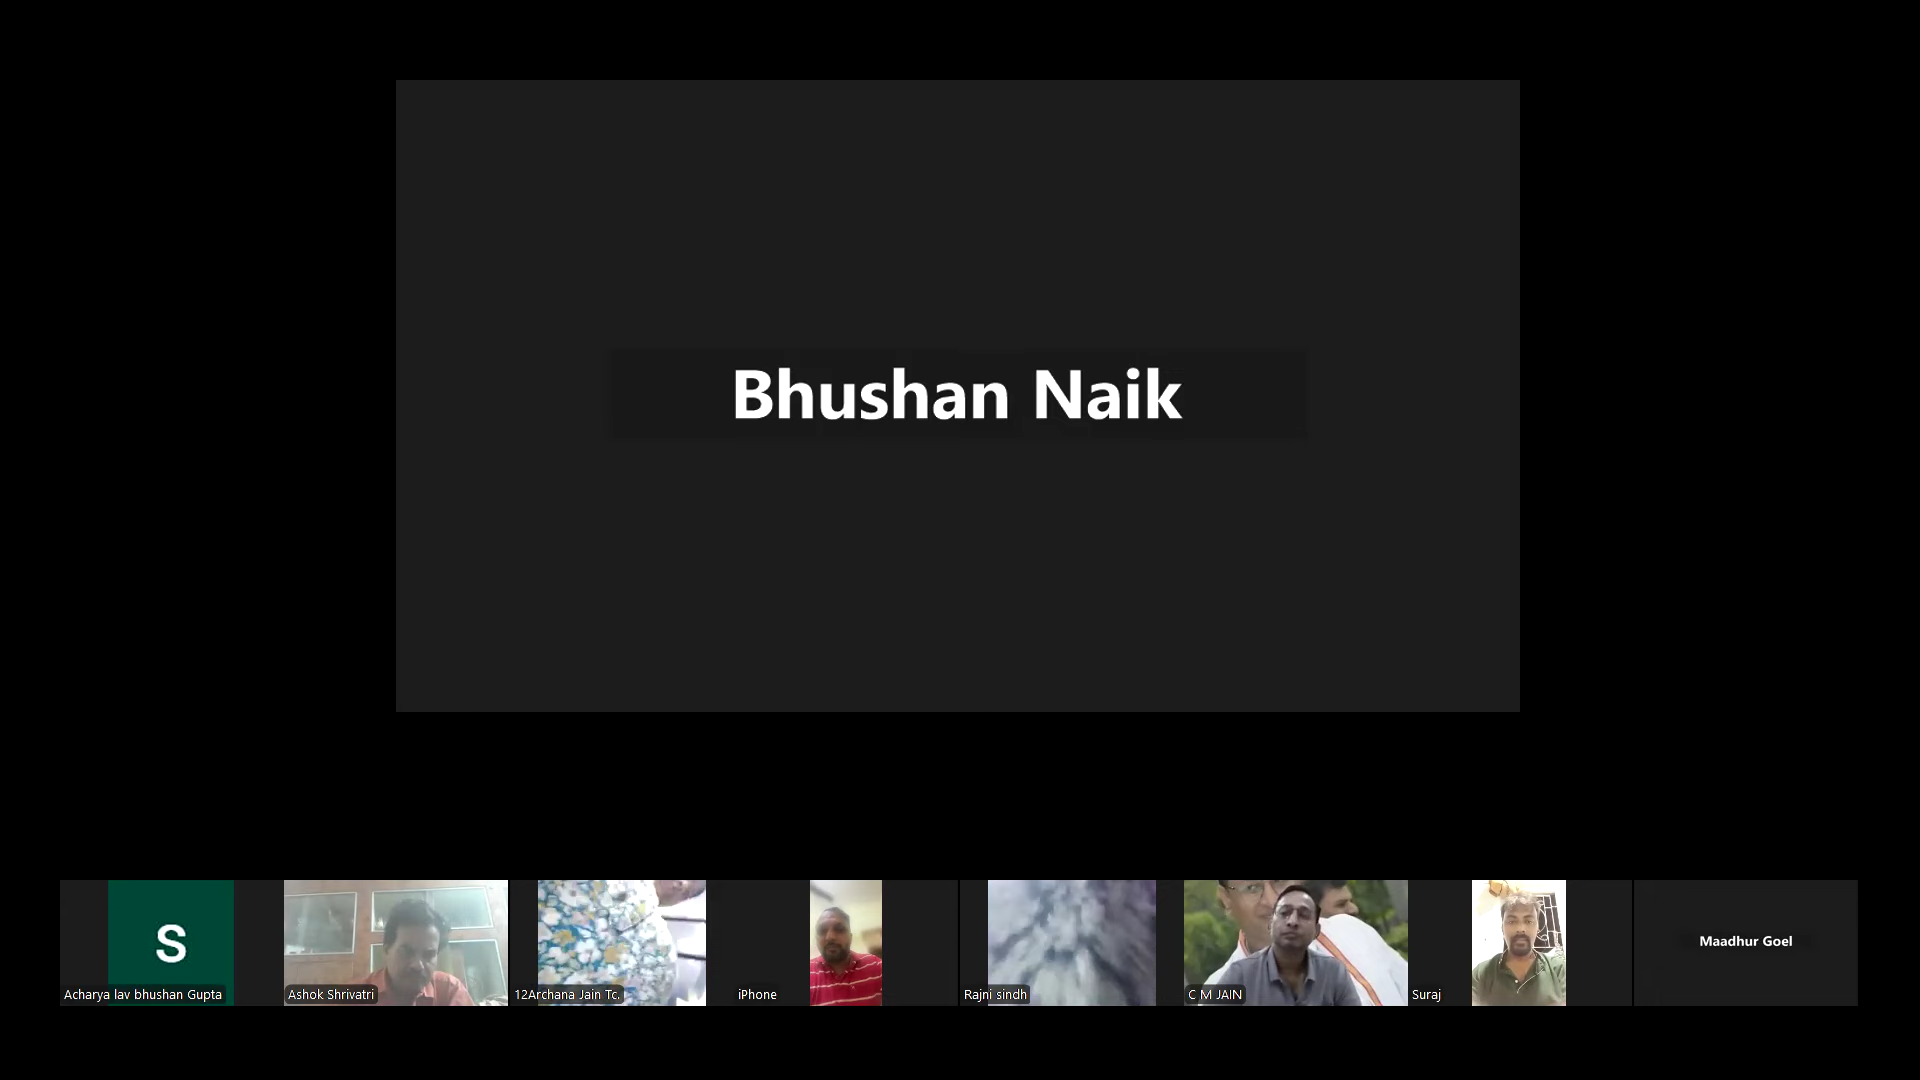 Bhushan Naik
S
Acharya lav bhushan Gupta
Ashok Shrivatri
12Archana Jain Tc.
iPhone
Rajni sindh
C M JAIN
Suraj
Maadhur Goel